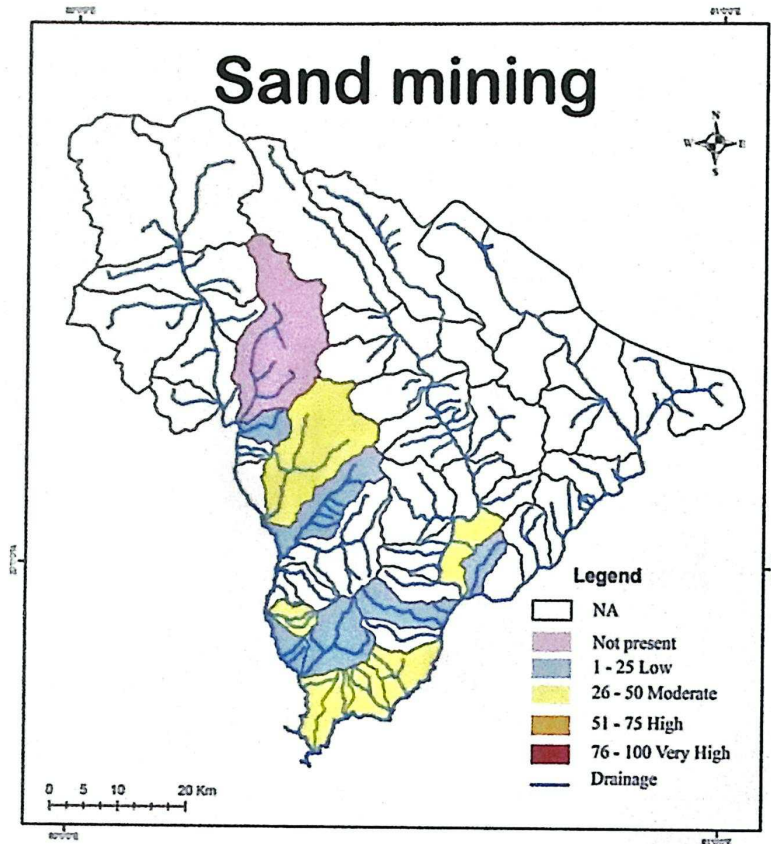 Sand mining
N
W E
S
Legend
NA
Not present
1 - 25 Low
26 - 50 Moderate
51 - 75 High
76 - 100 Very High
Drainage
0 5 10 20 Km